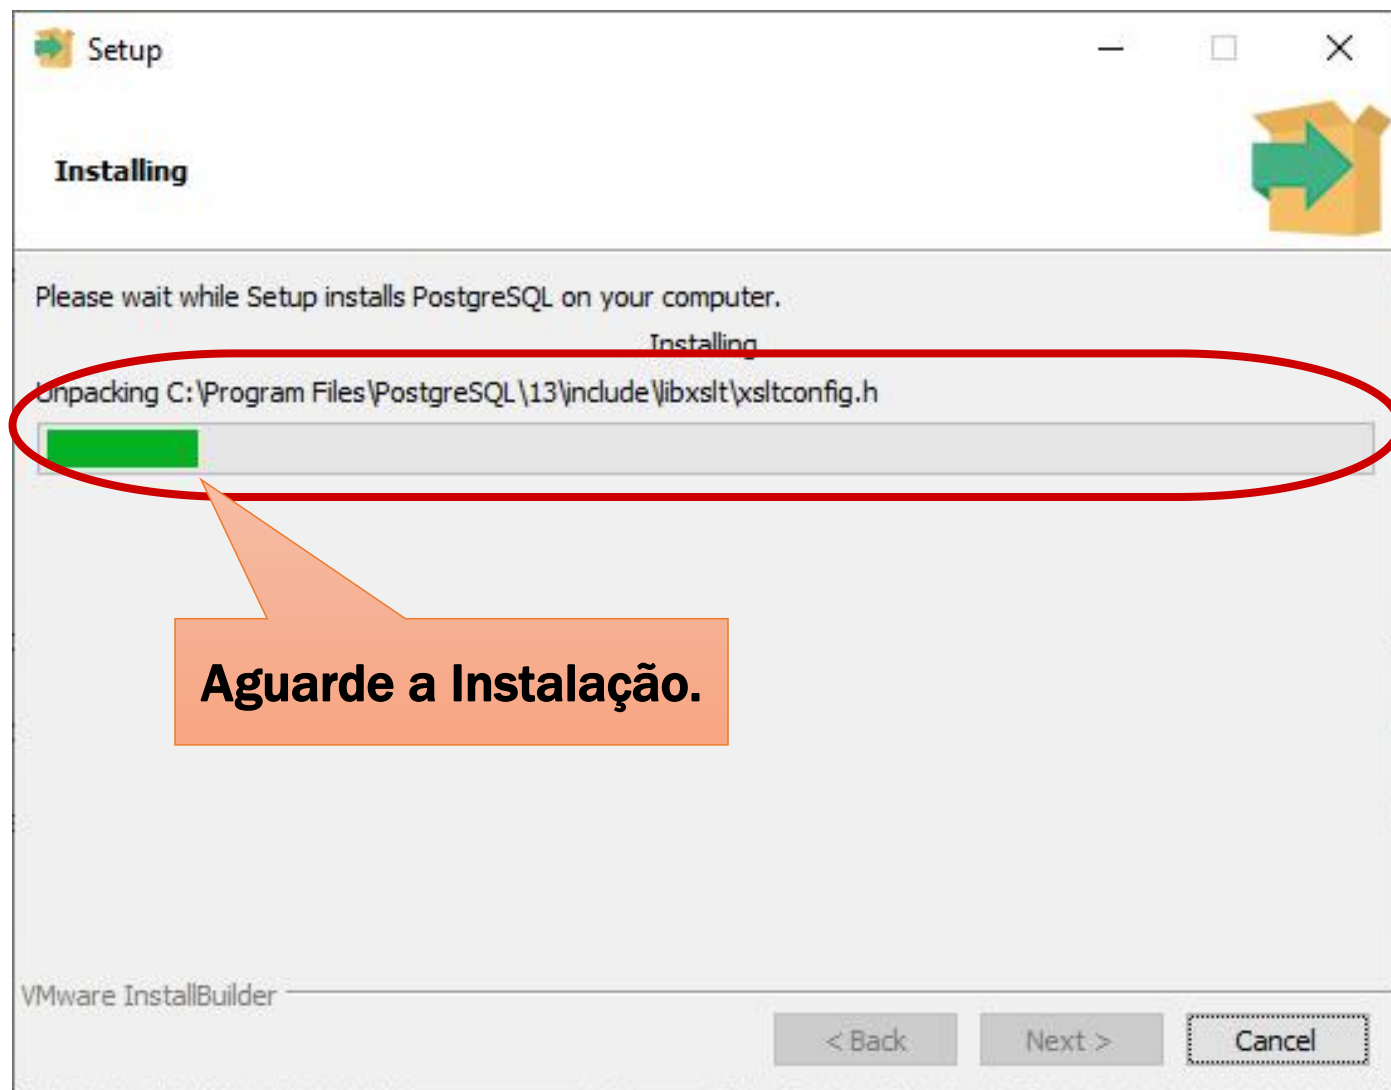 Setup
Installing
Please wait while Setup installs PostgreSQL on your computer.
Installing
Unpacking C:\Program Files\PostgreSQL\13\include\libxslt\xsltconfig.h
Aguarde a Instalação.
VMware InstallBuilder
< Back
Next >
Cancel